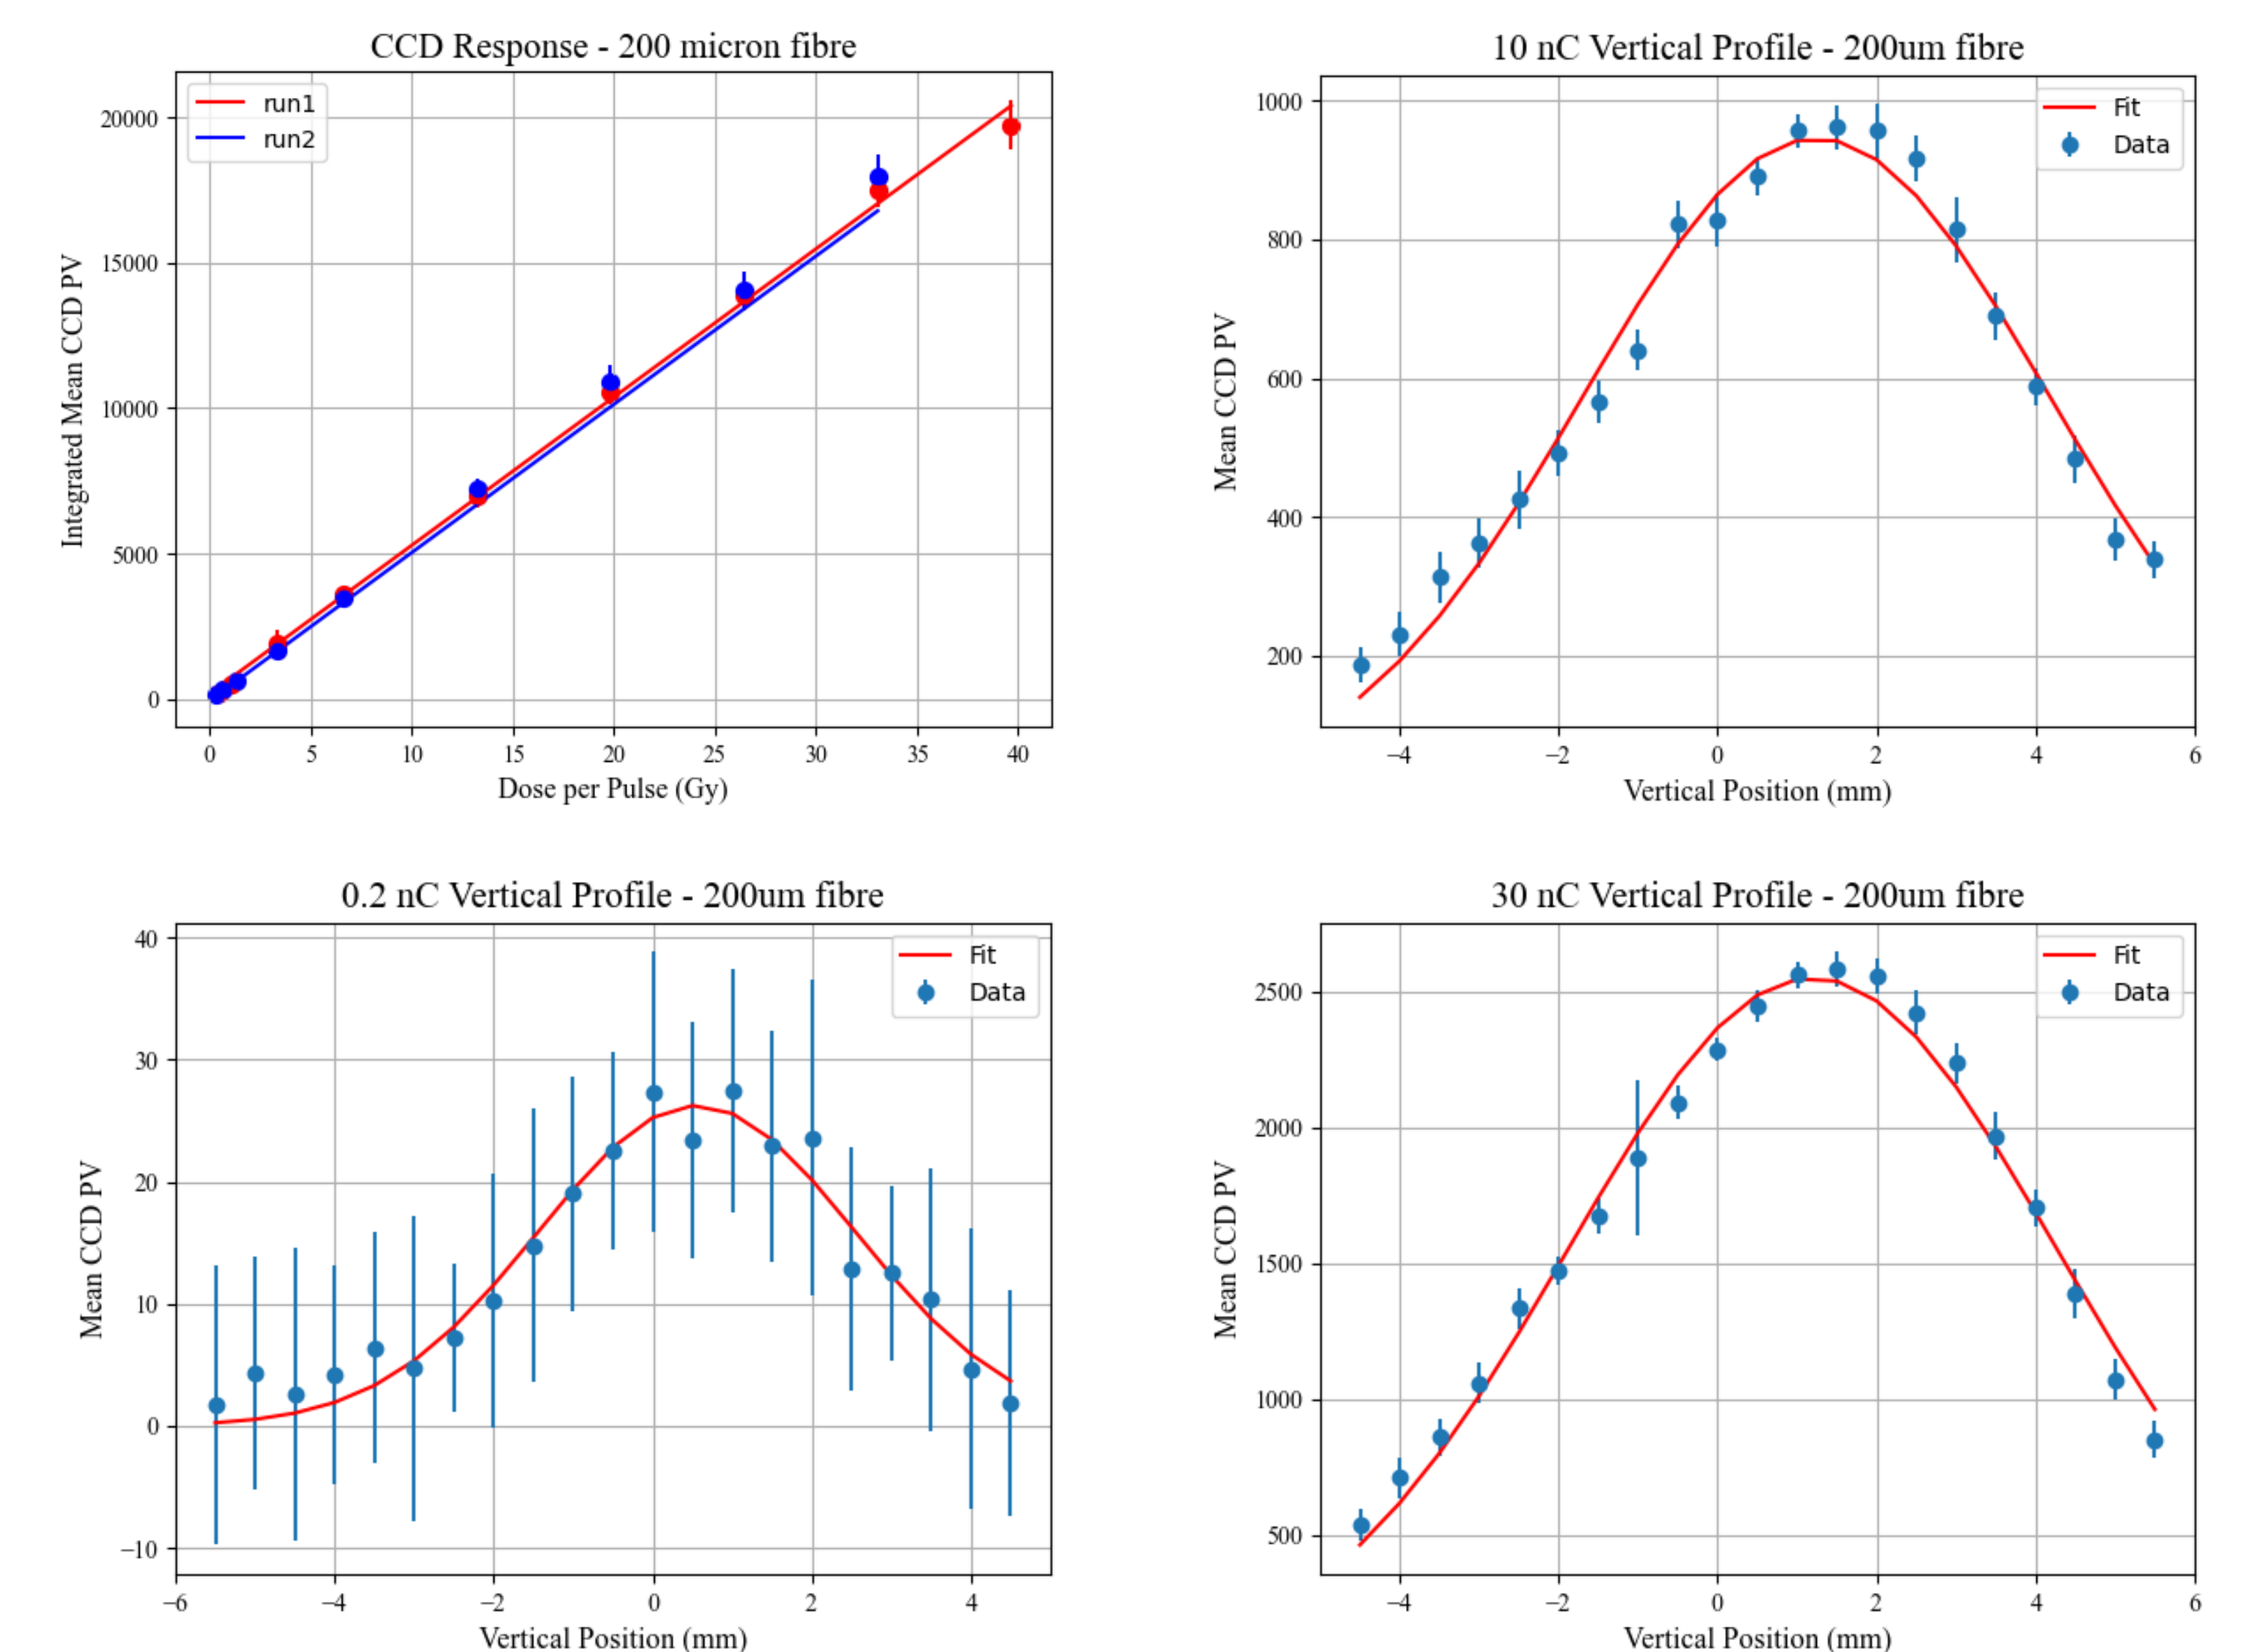 CCD Response - 200 micron fibre
run1
run2
20000
15000
10000
5000
0
Integrated Mean CCD PV
0 5 10 15 20 25 30 35 40
Dose per Pulse (Gy)
10 nC Vertical Profile - 200um fibre
Fit
Data
1000
800
600
400
200
Mean CCD PV
−4 −2 0 2 4 6
Vertical Position (mm)
0.2 nC Vertical Profile - 200um fibre
Fit
Data
40
30
20
10
0
−10
Mean CCD PV
−6 −4 −2 0 2 4
Vertical Position (mm)
30 nC Vertical Profile - 200um fibre
Fit
Data
2500
2000
1500
1000
500
Mean CCD PV
−4 −2 0 2 4 6
Vertical Position (mm)